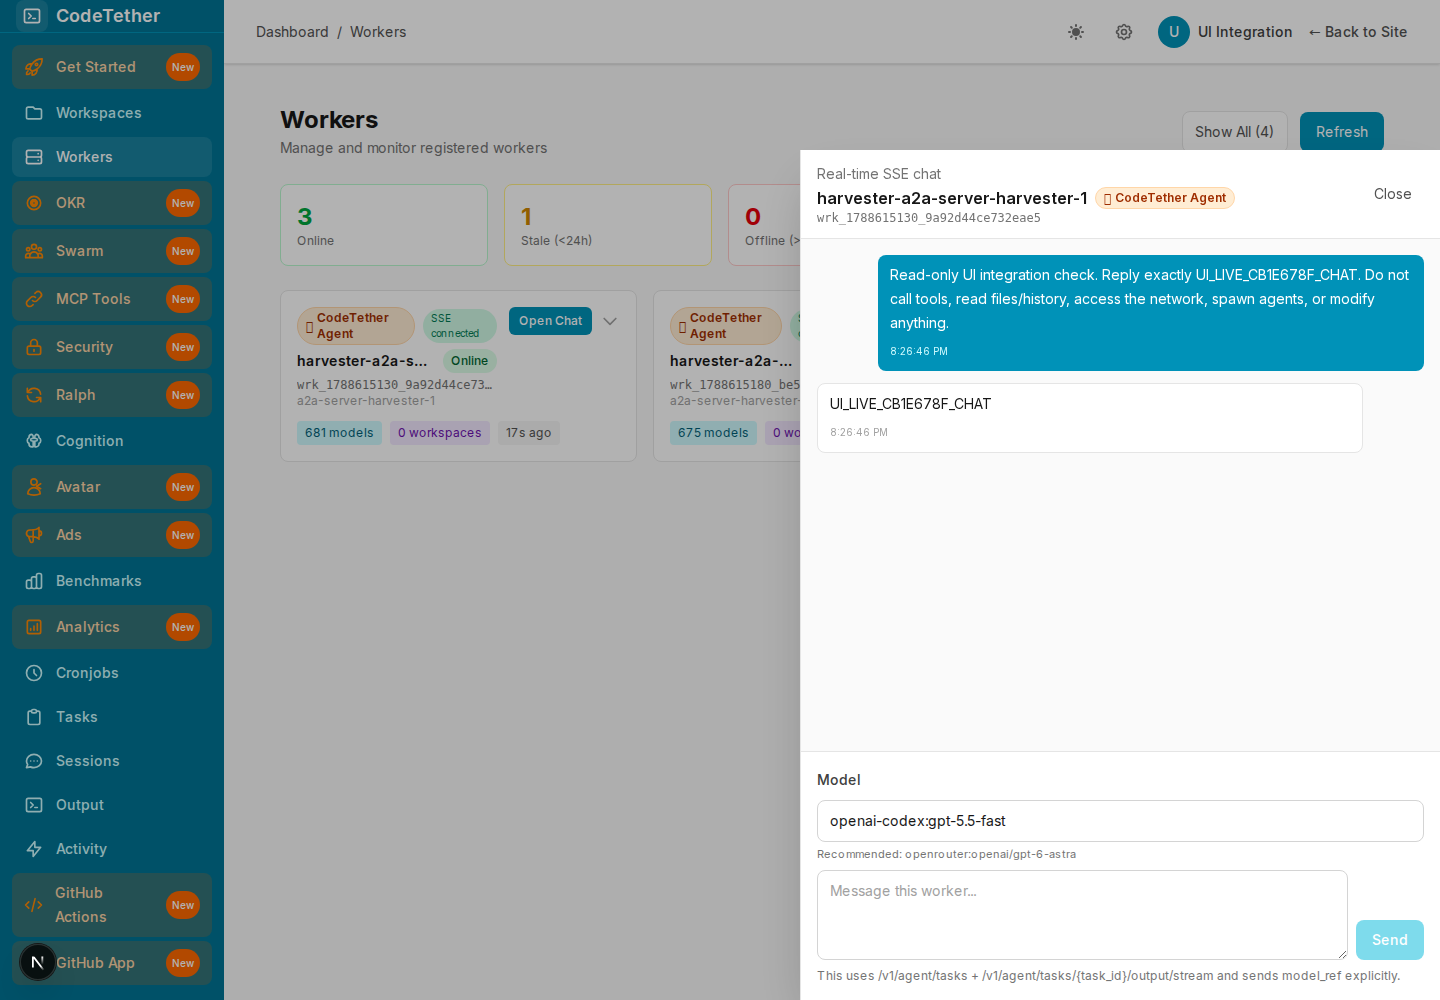 CodeTether
Get Started New
Workspaces
Workers
OKR New
Swarm New
MCP Tools New
Security New
Ralph New
Cognition
Avatar New
Ads New
Benchmarks
Analytics New
Cronjobs
Tasks
Sessions
Output
Activity
GitHub
Actions New
N
GitHub App New
Dashboard / Workers
U UI Integration ← Back to Site
Workers
Manage and monitor registered workers
Show All (4) Refresh
3
Online
1
Stale (<24h)
0
Offline (>
CodeTether
Agent
SSE
connected
Open Chat
harvester-a2a-s... Online
wrk_1788615130_9a92d44ce73…
a2a-server-harvester-1
681 models 0 workspaces 17s ago
CodeTether
Agent
harvester-a2a-...
wrk_1788615180_be5
a2a-server-harvester-
675 models 0 wo
Real-time SSE chat
harvester-a2a-server-harvester-1 CodeTether Agent
wrk_1788615130_9a92d44ce732eae5
Close
Read-only UI integration check. Reply exactly UI_LIVE_CB1E678F_CHAT. Do not
call tools, read files/history, access the network, spawn agents, or modify
anything.
8:26:46 PM
UI_LIVE_CB1E678F_CHAT
8:26:46 PM
Model
openai-codex:gpt-5.5-fast
Recommended: openrouter:openai/gpt-6-astra
Message this worker...
Send
This uses /v1/agent/tasks + /v1/agent/tasks/{task_id}/output/stream and sends model_ref explicitly.